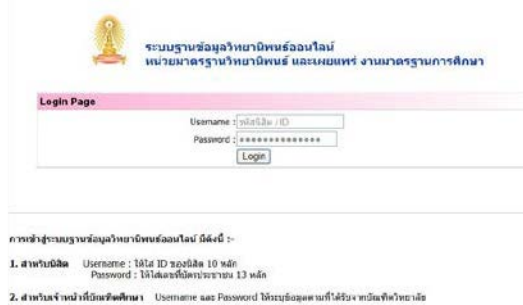 ระบบฐานข้อมูลวิทยานิพนธ์ออนไลน์
หน่วยมาตรฐานวิทยานิพนธ์ และเผยแพร่ งานมาตรฐานการศึกษา
Login Page
Username : รหัสนิสิต / ID
Password : **************
Login
การเข้าสู่ระบบฐานข้อมูลวิทยานิพนธ์ออนไลน์ มีดังนี้ :-
1. สำหรับนิสิต Username : ให้ใส่ ID ของนิสิต 10 หลัก
Password : ให้ใส่เลขที่บัตรประชาชน 13 หลัก
2. สำหรับเจ้าหน้าที่บัณฑิตศึกษา Username และ Password ให้ระบุข้อมูลตามที่ได้รับจากบัณฑิตวิทยาลัย